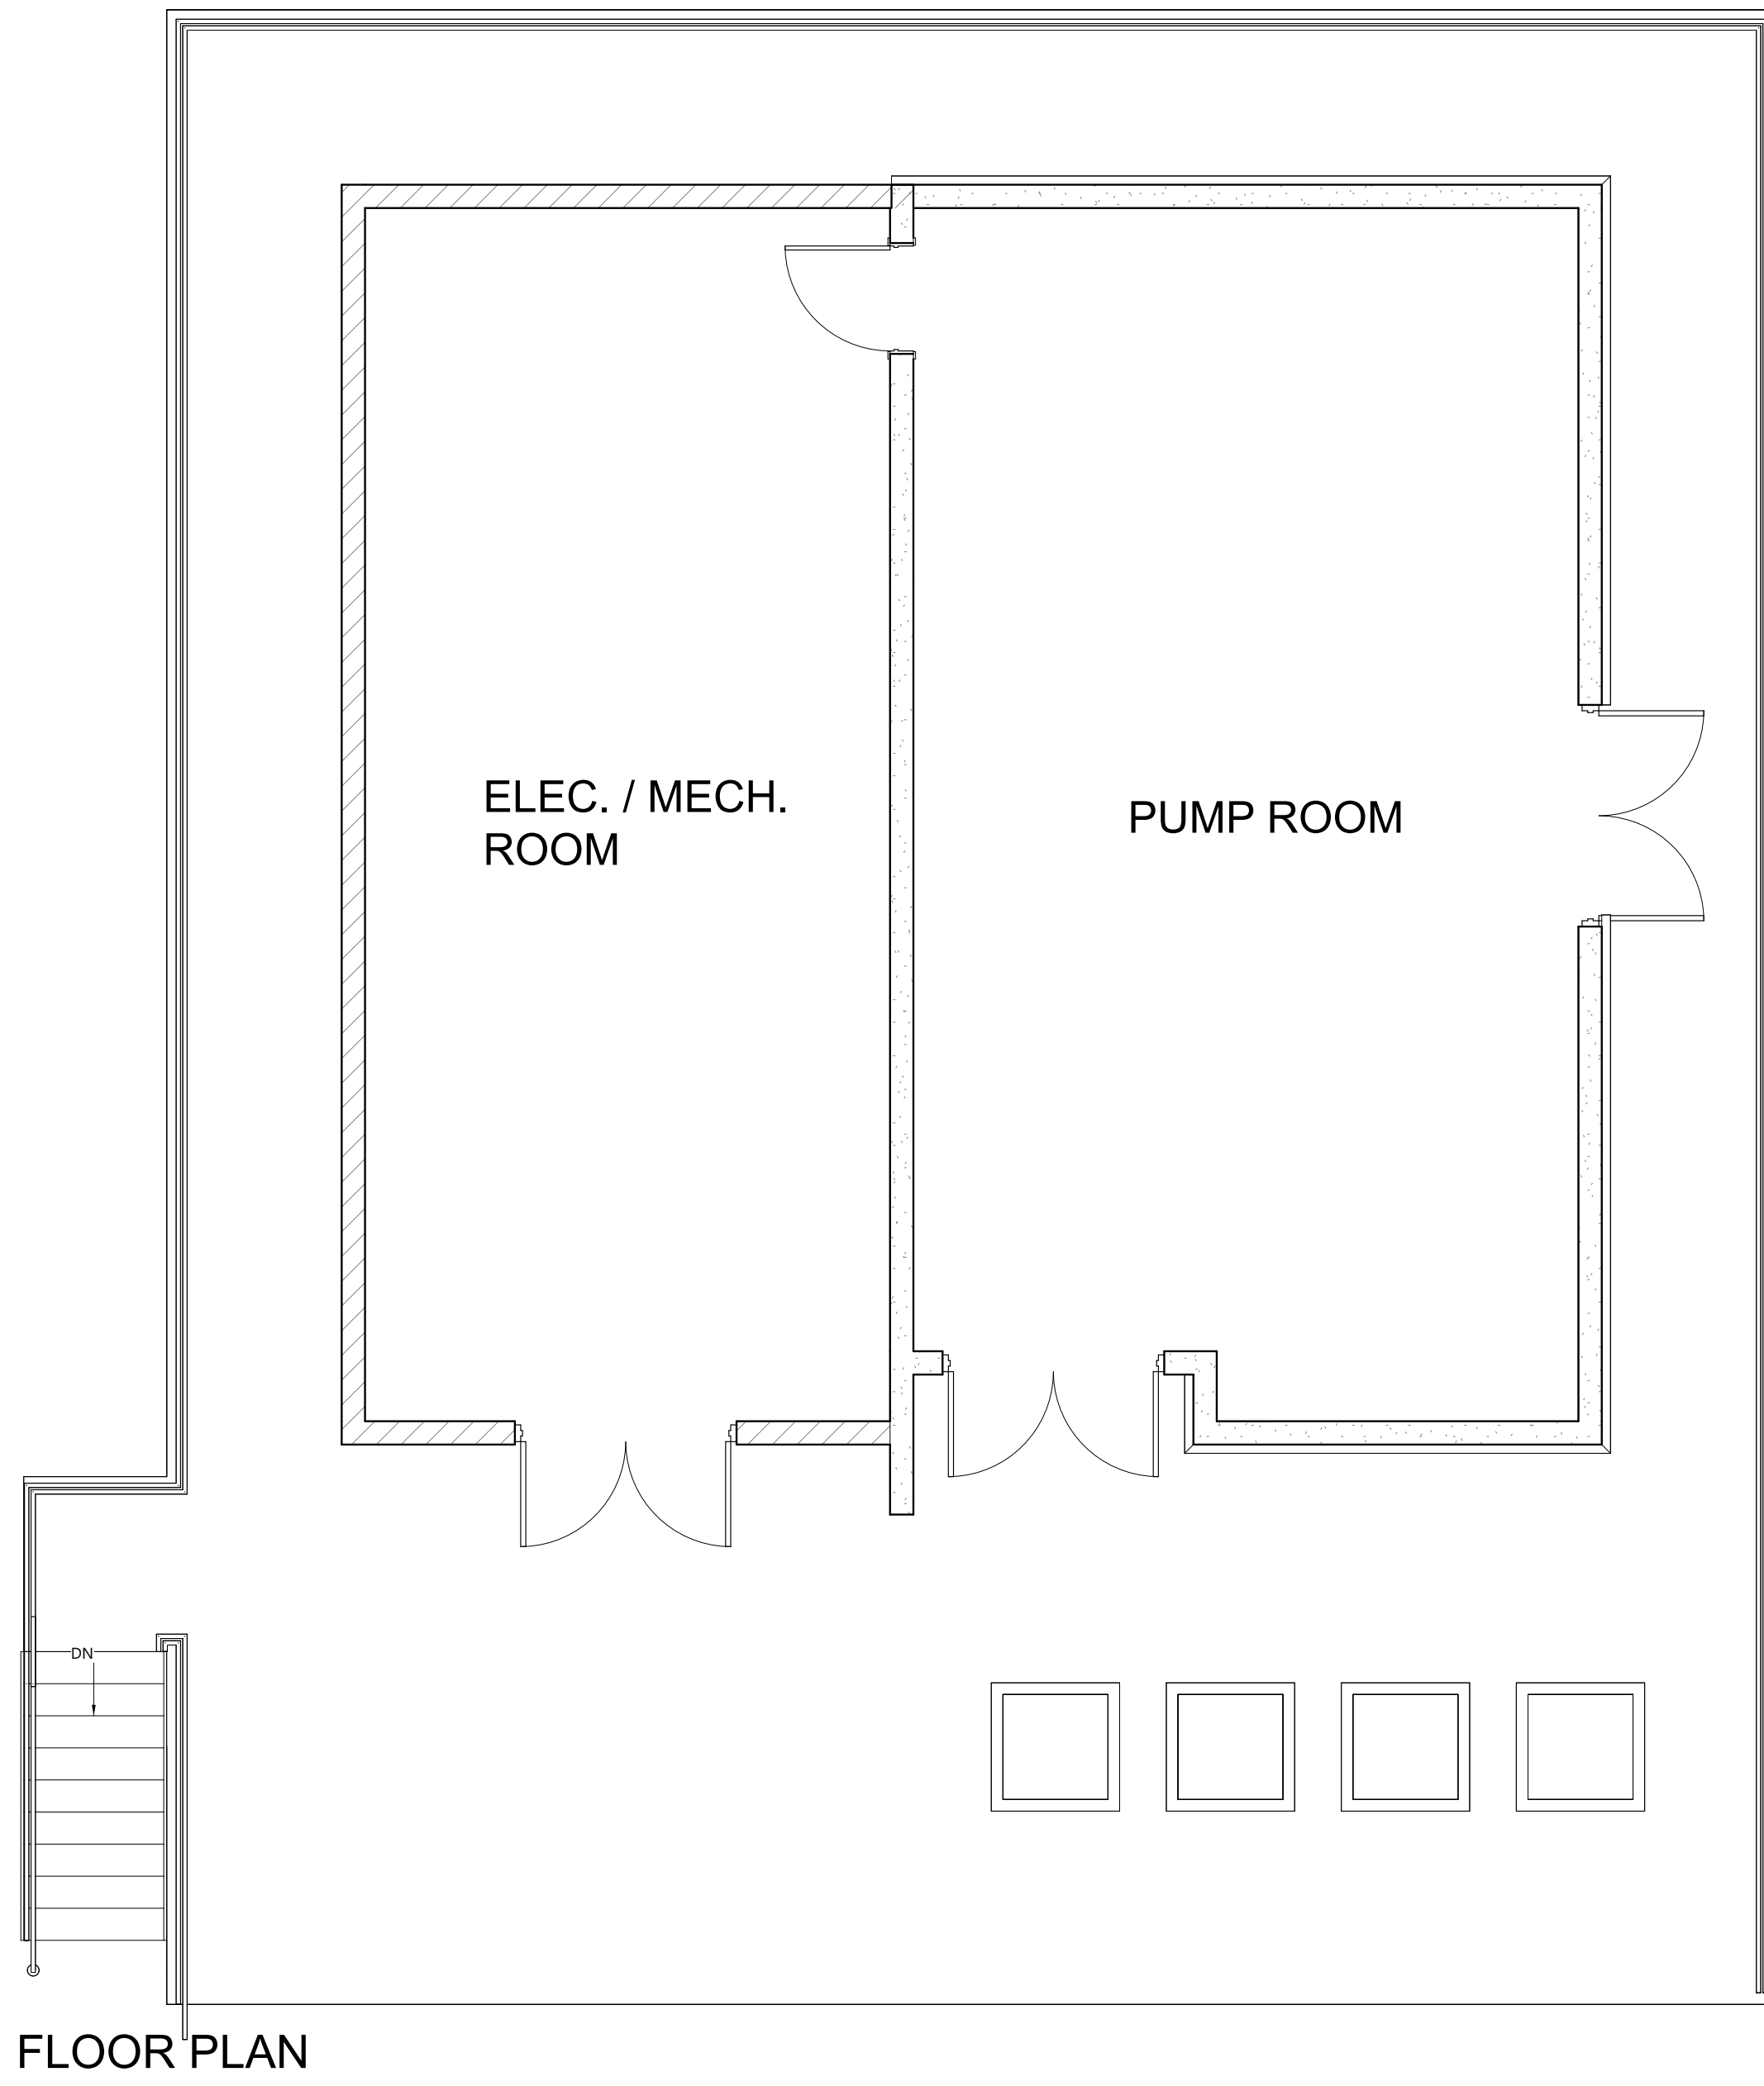 ELEC. / MECH.
ROOM
PUMP ROOM
DN
FLOOR PLAN